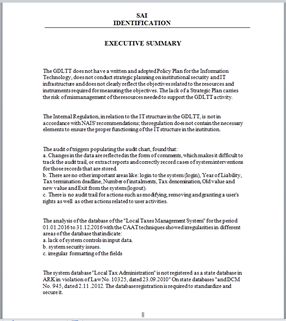 SAI
IDENTIFICATION
EXECUTIVE SUMMARY
The GDLTT does not have a written and adopted Policy Plan for the Information
Technology, does not conduct strategic planning on institutional security and IT
infrastructure and does not clearly reflect the objectives related to the resources and
instruments required for measuring the objectives. The lack of a Strategic Plan carries
the risk of mismanagement of the resources needed to support the GDLTT activity.
The Internal Regulation, in relation to the IT structure in the GDLTT, is not in
accordance with NAIS' recommendations; the regulation does not contain the necessary
elements to ensure the proper functioning of the IT structure in the institution.
The audit of triggers populating the audit chart, found that:
a. Changes in the data are reflected in the form of comments, which makes it difficult to
track the audit trail, or extract reports and correctly record cases of system interventions
for those records that are stored.
b. There are no other important areas like: login to the system (login), Year of Liability,
Tax termination deadline, Number of instalments, Tax denomination, Old value and
new value and Exit from the system (logout).
c. There is no audit trail for actions such as modifying, removing and granting a user's
rights as well as other actions related to user activities.
The analysis of the database of the "Local Taxes Management System" for the period
01.01.2016 to 31.12.2016 with the CAAT techniques showed irregularities in different
areas of the database that indicate:
a. lack of system controls in input data.
b. system security issues.
c. irregular formatting of the fields
The system database "Local Tax Administration" is not registered as a state database in
ARK in violation of Law No. 10325, dated 23.09.2010" On state databases "and DCM
No. 945, dated 2.11.2012. The database registration is required to standardize and
secure it.
8